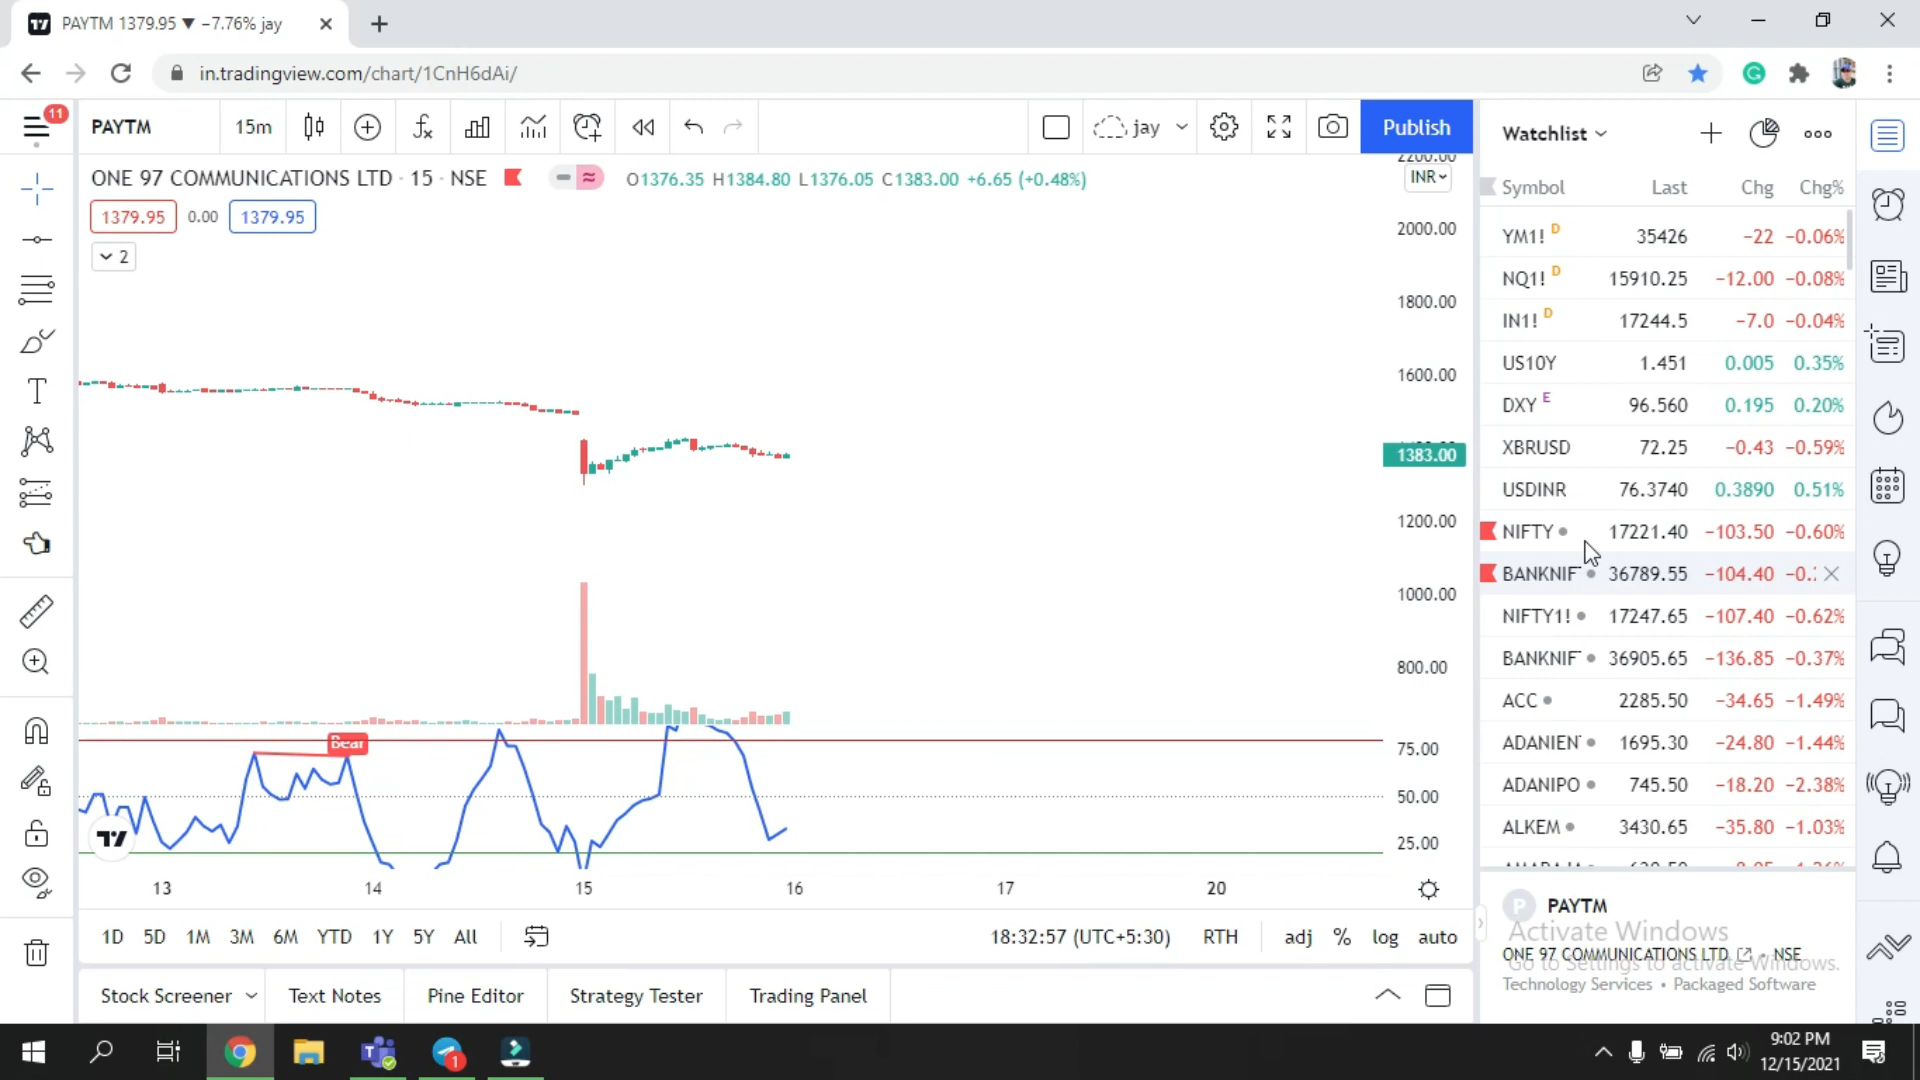 PAYTM 1379.95 ▼ −7.76% jay
in.tradingview.com/chart/1CnH6dAi/
11
PAYTM
15m
jay
Publish
ONE 97 COMMUNICATIONS LTD · 15 · NSE
O1376.35 H1384.80 L1376.05 C1383.00 +6.65 (+0.48%)
INR
1379.95 0.00 1379.95
2
2200.00
2000.00
1800.00
1600.00
1383.00
1200.00
1000.00
800.00
75.00
50.00
25.00
Bear
13 14 15 16 17 20
1D 5D 1M 3M 6M YTD 1Y 5Y All
18:32:57 (UTC+5:30) RTH adj % log auto
Stock Screener Text Notes Pine Editor Strategy Tester Trading Panel
Watchlist
Symbol Last Chg Chg%
YM1! D 35426 −22 −0.06%
NQ1! D 15910.25 −12.00 −0.08%
IN1! D 17244.5 −7.0 −0.04%
US10Y 1.451 0.005 0.35%
DXY E 96.560 0.195 0.20%
XBRUSD 72.25 −0.43 −0.59%
USDINR 76.3740 0.3890 0.51%
NIFTY 17221.40 −103.50 −0.60%
BANKNIF 36789.55 −104.40
NIFTY1! 17247.65 −107.40 −0.62%
BANKNIF 36905.65 −136.85 −0.37%
ACC 2285.50 −34.65 −1.49%
ADANIEN 1695.30 −24.80 −1.44%
ADANIPO 745.50 −18.20 −2.38%
ALKEM 3430.65 −35.80 −1.03%
P PAYTM
Activate Windows
ONE 97 COMMUNICATIONS LTD • NSE
Go to Settings to activate Windows.
Technology Services • Packaged Software
1
9:02 PM
12/15/2021